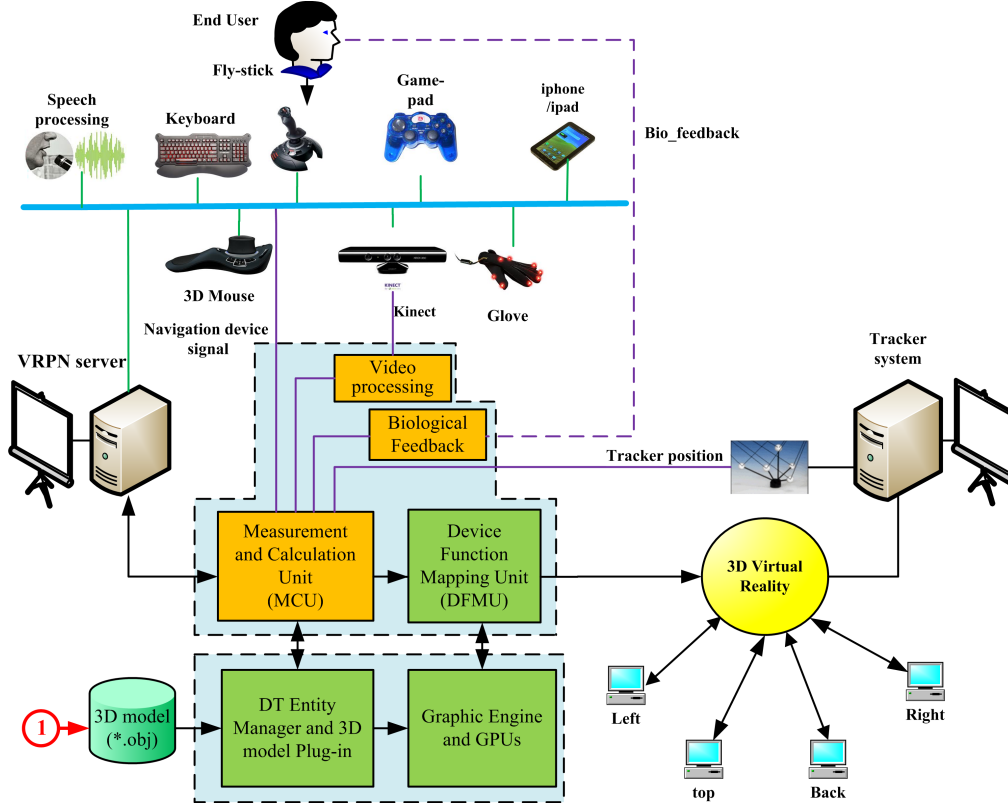 End User
Fly-stick
Game-
pad
iphone
/ipad
Speech
processing
Keyboard
Bio_feedback
3D Mouse
KINECT
Kinect
Glove
Navigation device
signal
VRPN server
Tracker
system
Video
processing
Biological
Feedback
Tracker position
Measurement
and Calculation
Unit
(MCU)
Device
Function
Mapping Unit
(DFMU)
3D Virtual
Reality
1
3D model
(*.obj)
DT Entity
Manager and 3D
model Plug-in
Graphic Engine
and GPUs
Left
Right
top
Back